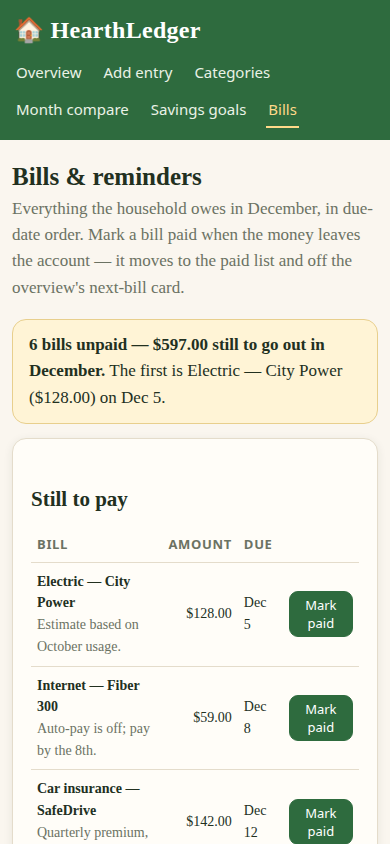 🏠 HearthLedger
Overview Add entry Categories
Month compare Savings goals Bills
Bills & reminders
Everything the household owes in December, in due-
date order. Mark a bill paid when the money leaves
the account — it moves to the paid list and off the
overview's next-bill card.
6 bills unpaid — $597.00 still to go out in
December. The first is Electric — City Power
($128.00) on Dec 5.
Still to pay
BILL AMOUNT DUE
Electric — City
Power
Estimate based on
October usage.
$128.00
Dec
5
Mark
paid
Internet — Fiber
300
Auto-pay is off; pay
by the 8th.
$59.00
Dec
8
Mark
paid
Car insurance —
SafeDrive
Quarterly premium,
$142.00
Dec
12
Mark
paid